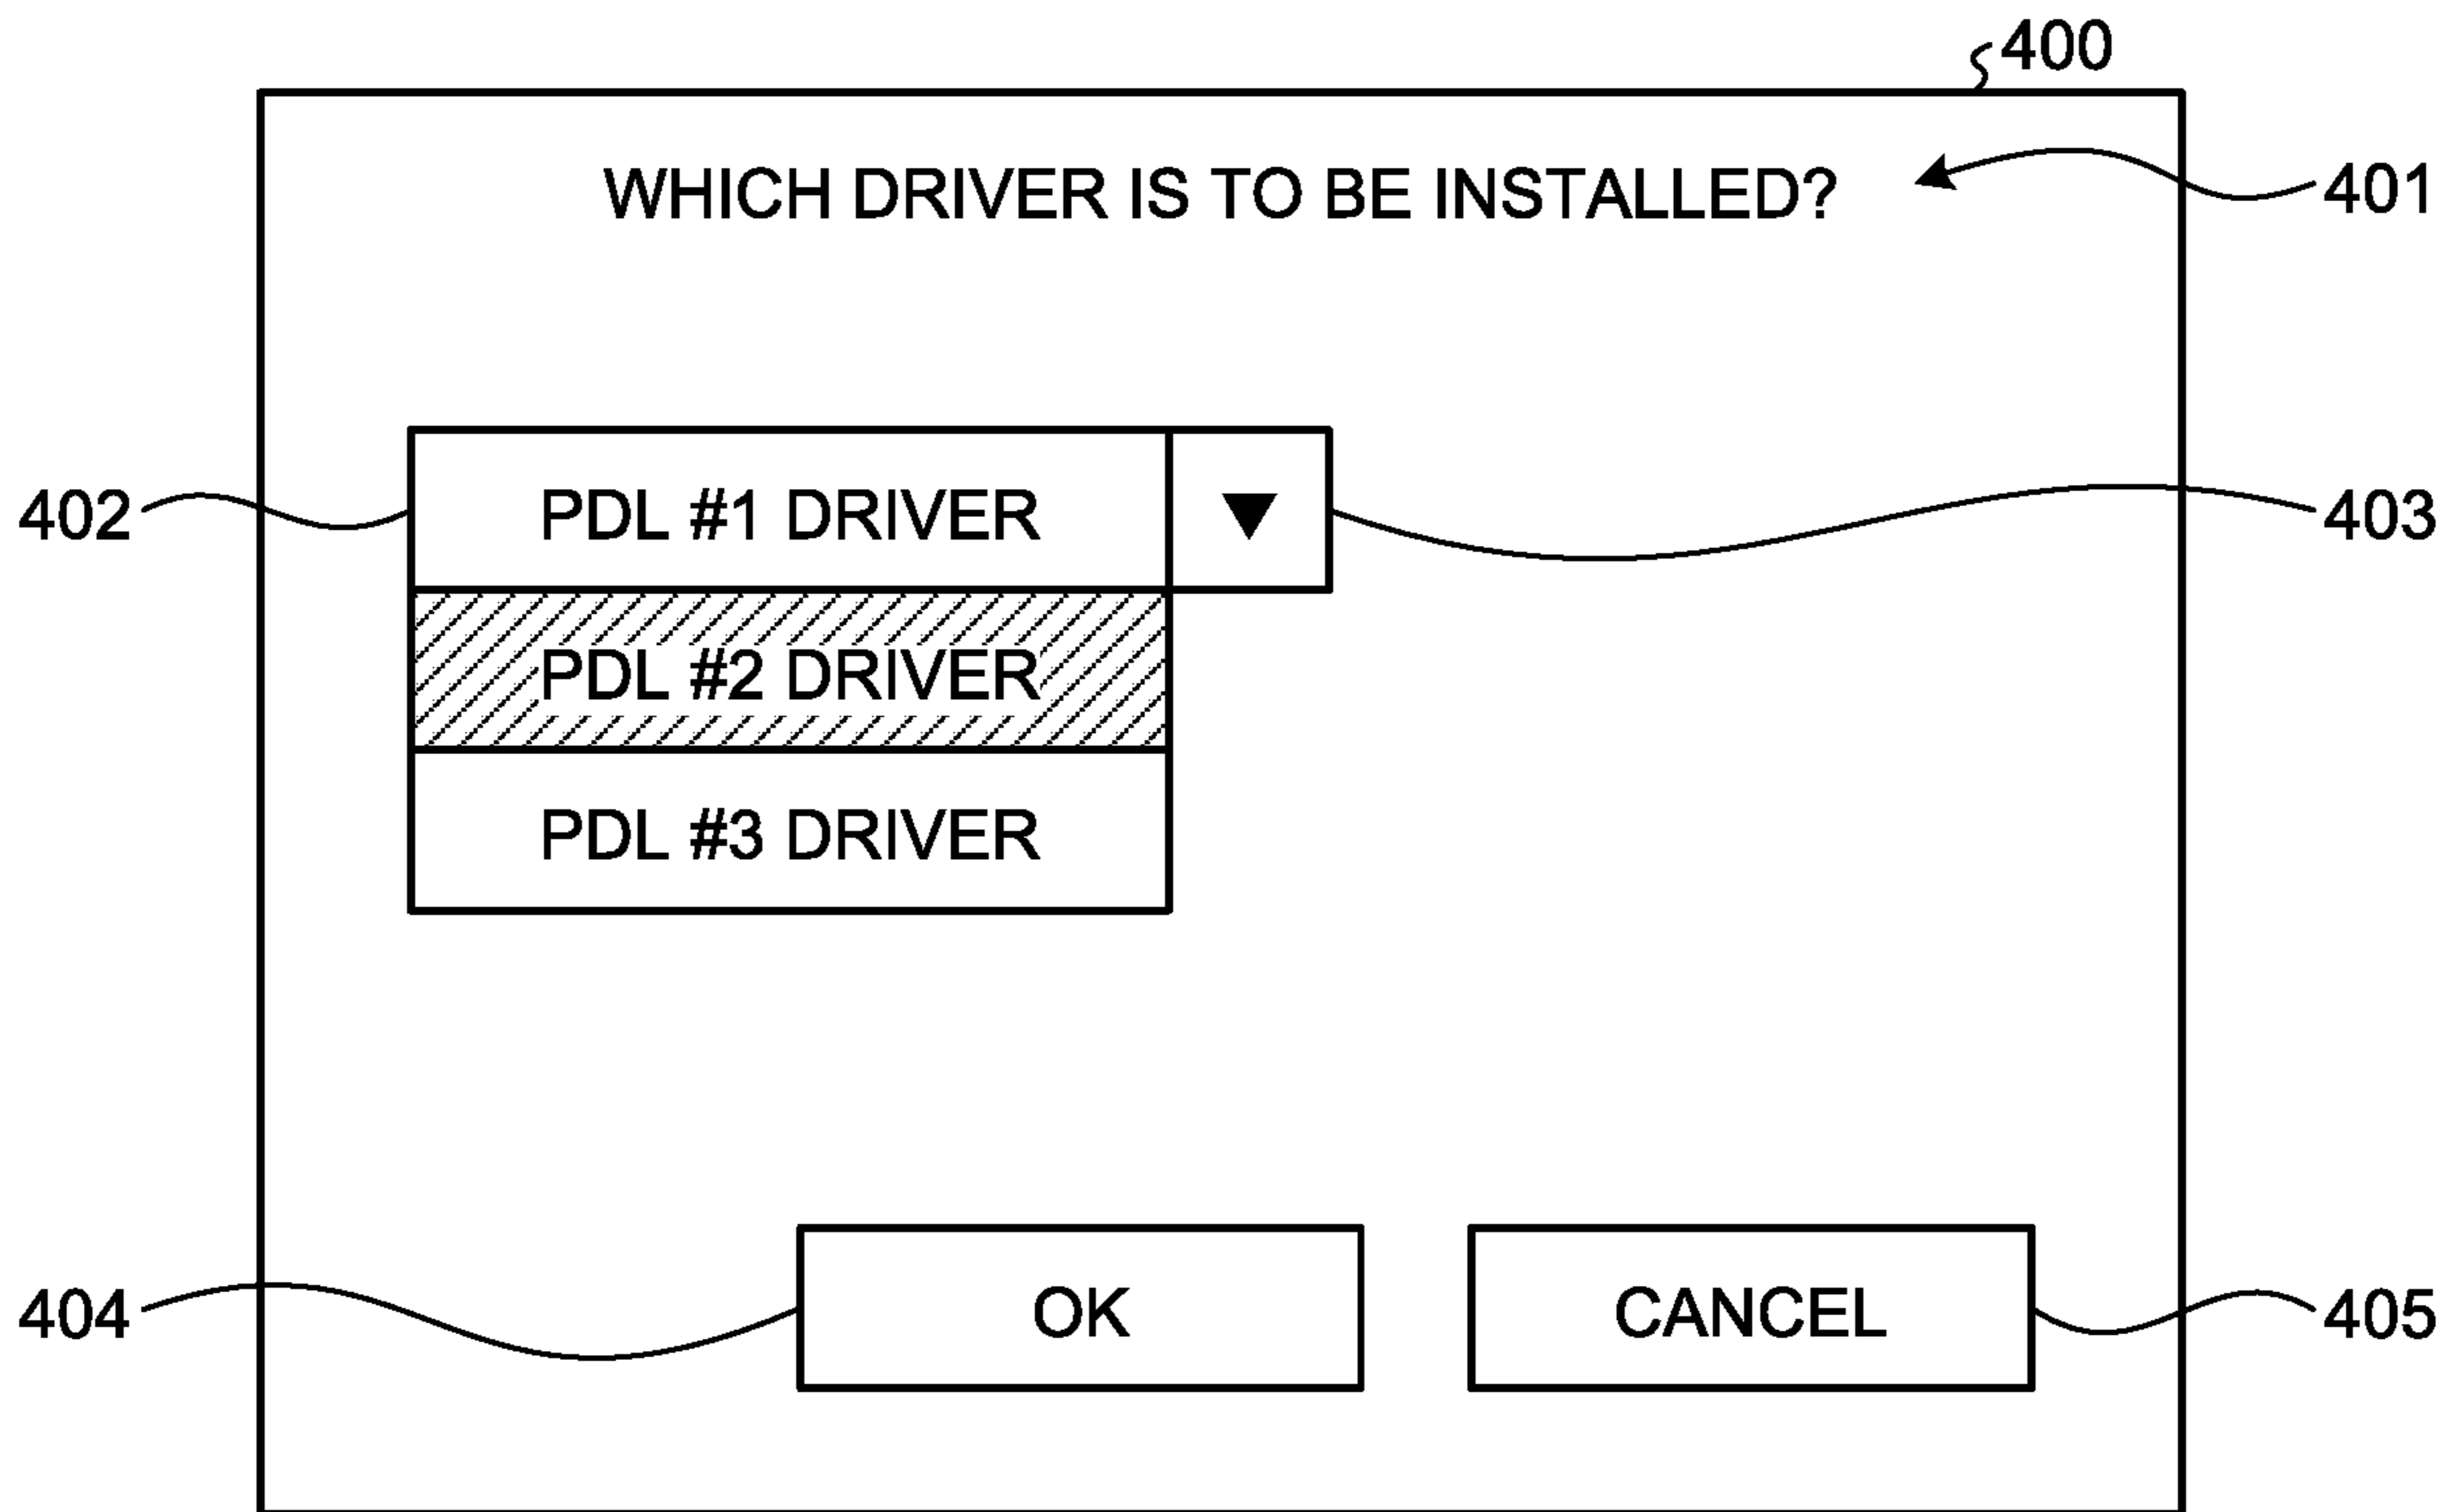 400
WHICH DRIVER IS TO BE INSTALLED?
401
402
PDL #1 DRIVER
403
PDL #2 DRIVER
PDL #3 DRIVER
404
OK
CANCEL
405